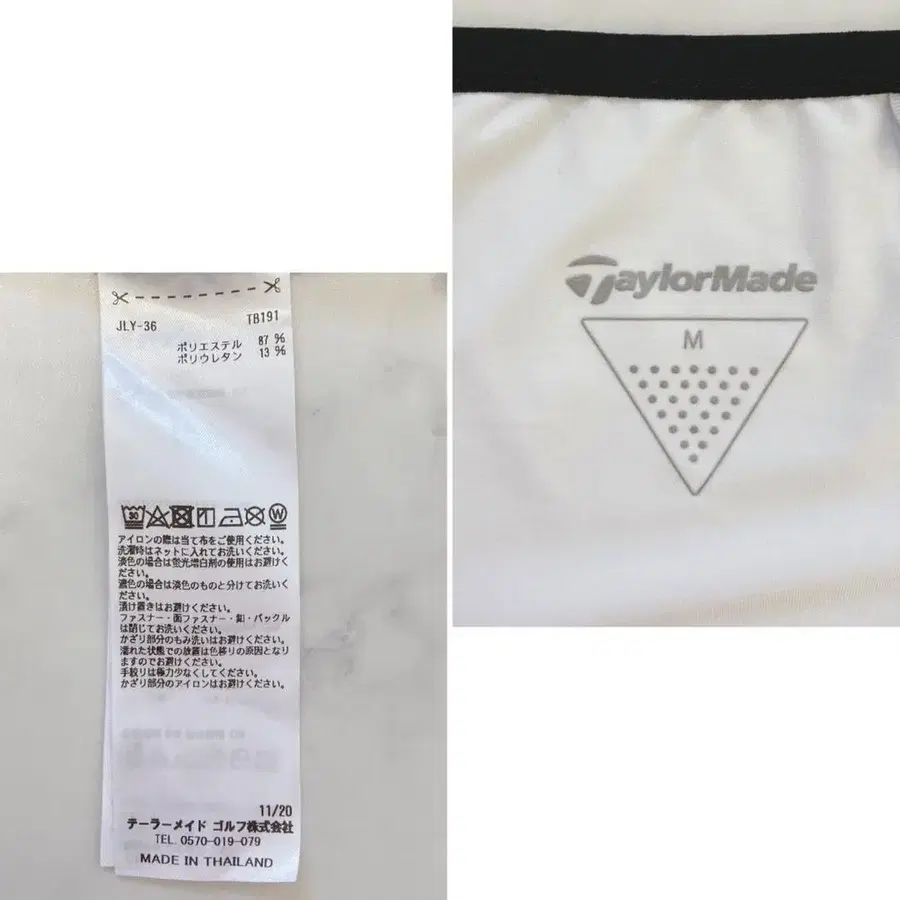 JLY-36 TB191
ポリエステル 87 %
ポリウレタン 13 %
30 W
アイロンの際は当て布をご使用ください。
洗濯時はネットに入れてお洗いください。
淡色の場合は蛍光増白剤の使用はお避けく
ださい。
濃色の場合は淡色のものと分けてお洗いく
ださい。
漬け置きはお避けください。
ファスナー・面ファスナー・釦・バックル
は閉じてお洗いください。
かざり部分のもみ洗いはお避けください。
濡れた状態での放置は色移りの原因となり
ますのでお避けください。
手絞りは極力少なくしてください。
かざり部分のアイロンはお避けください。
11/20
テーラーメイド ゴルフ株式会社
TEL. 0570-019-079
MADE IN THAILAND
TaylorMade
M